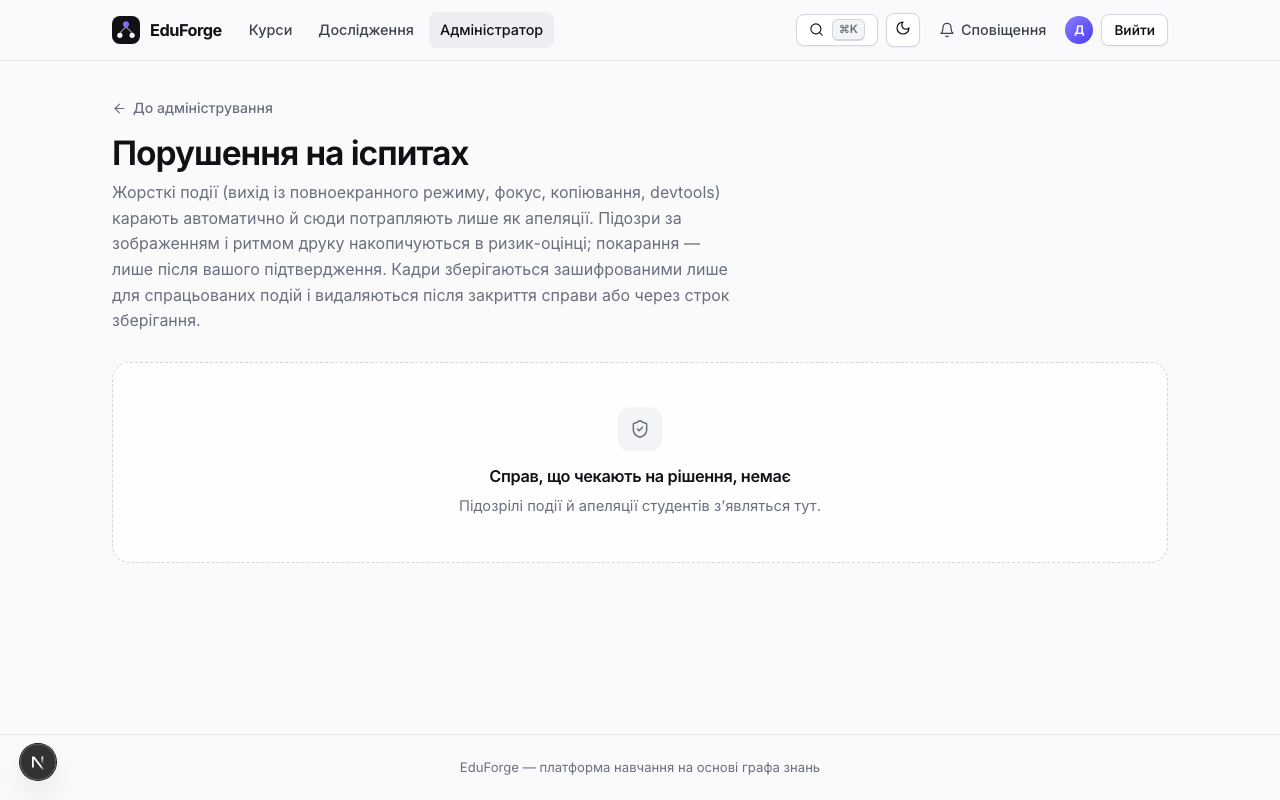 EduForge
Курси
Дослідження
Адміністратор
⌘K
Сповіщення
Д
Вийти
До адміністрування
Порушення на іспитах
Жорсткі події (вихід із повноекранного режиму, фокус, копіювання, devtools)
карають автоматично й сюди потрапляють лише як апеляції. Підозри за
зображенням і ритмом друку накопичуються в ризик-оцінці; покарання —
лише після вашого підтвердження. Кадри зберігаються зашифрованими лише
для спрацьованих подій і видаляються після закриття справи або через строк
зберігання.
Справ, що чекають на рішення, немає
Підозрілі події й апеляції студентів зʼявляться тут.
N
EduForge — платформа навчання на основі графа знань